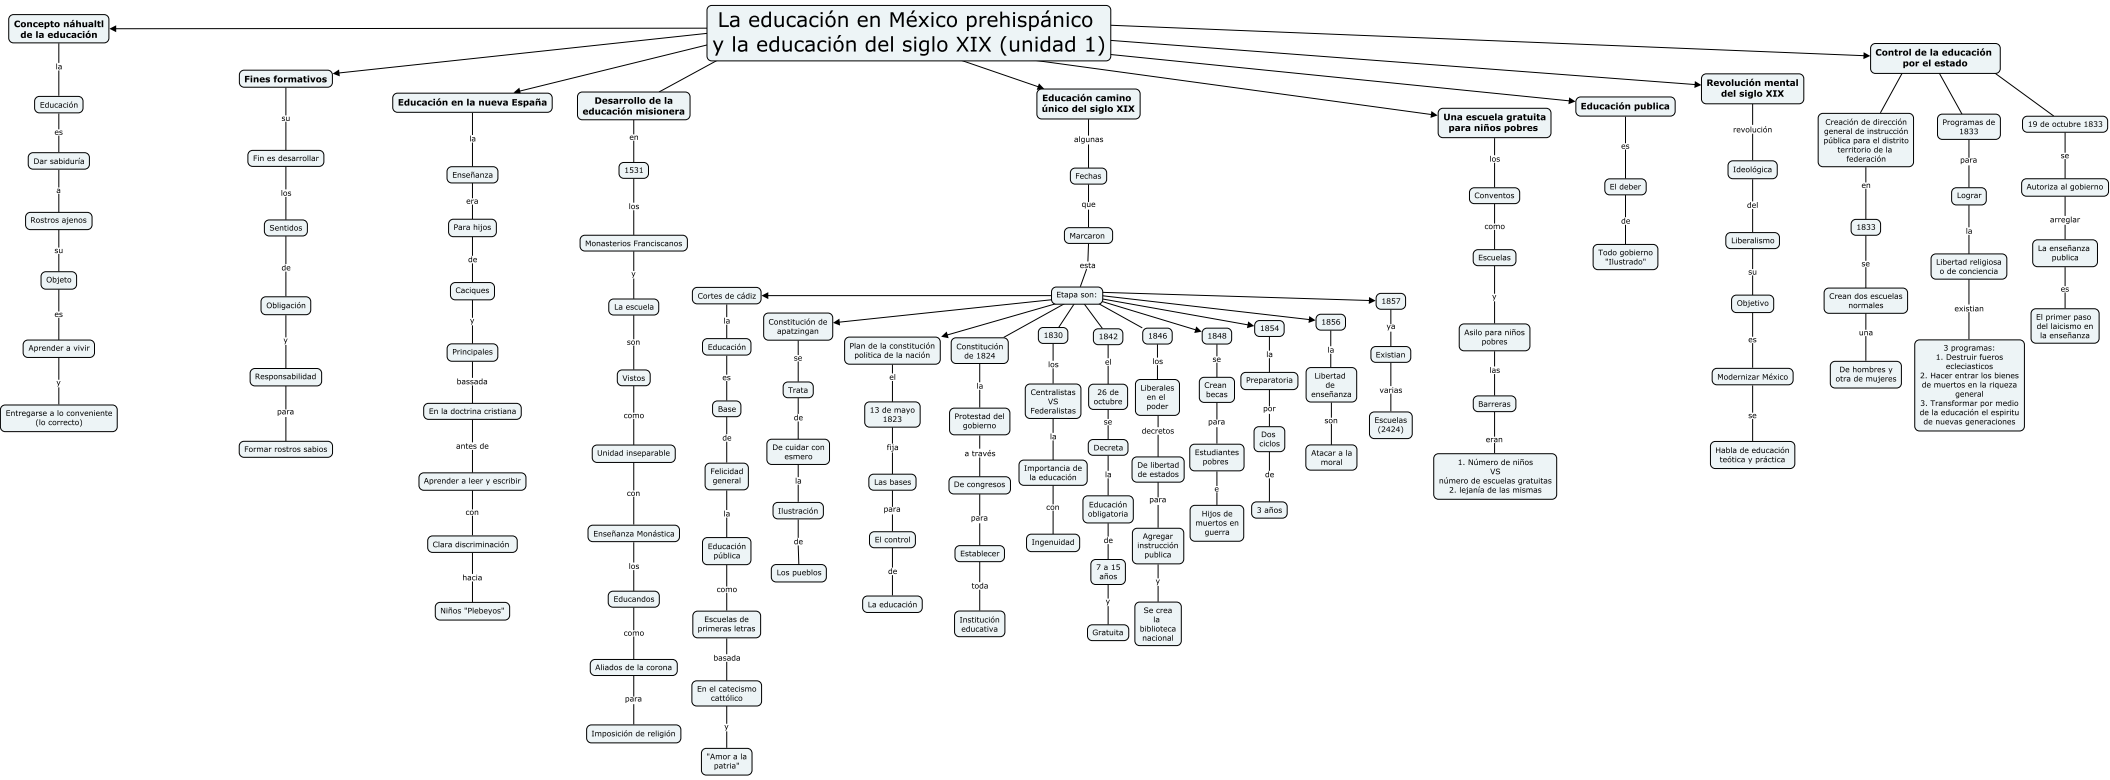 La educación en México prehispánico
y la educación del siglo XIX (unidad 1)
Concepto náhualtl
de la educación
la
Educación
es
Dar sabiduría
a
Rostros ajenos
su
Objeto
es
Aprender a vivir
y
Entregarse a lo conveniente
(lo correcto)
Fines formativos
su
Fin es desarrollar
los
Sentidos
de
Obligación
y
Responsabilidad
para
Formar rostros sabios
Educación en la nueva España
la
Enseñanza
era
Para hijos
de
Caciques
y
Principales
bassada
En la doctrina cristiana
antes de
Aprender a leer y escribir
con
Clara discriminación
hacia
Niños "Plebeyos"
Desarrollo de la
educación misionera
en
1531
los
Monasterios Franciscanos
y
La escuela
son
Vistos
como
Unidad inseparable
con
Enseñanza Monástica
los
Educandos
como
Aliados de la corona
para
Imposición de religión
Educación camino
único del siglo XIX
algunas
Fechas
que
Marcaron
esta
Etapa son:
Cortes de cádiz
la
Educación
es
Base
de
Felicidad
general
la
Educación
pública
como
Escuelas de
primeras letras
basada
En el catecismo
cattólico
y
"Amor a la
patria"
Constitución de
apatzingan
se
Trata
de
De cuidar con
esmero
la
Ilustración
de
Los pueblos
Plan de la constitución
politica de la nación
el
13 de mayo
1823
fija
Las bases
para
El control
de
La educación
Constitución
de 1824
la
Protestad del
gobierno
a través
De congresos
para
Establecer
toda
Institución
educativa
1830
los
Centralistas
VS
Federalistas
la
Importancia de
la educación
con
Ingenuidad
1842
el
26 de
octubre
se
Decreta
la
Educación
obligatoria
de
7 a 15
años
y
Gratuita
1846
los
Liberales
en el
poder
decretos
De libertad
de estados
para
Agregar
instrucción
publica
y
Se crea
la
biblioteca
nacional
1848
se
Crean
becas
para
Estudiantes
pobres
e
Hijos de
muertos en
guerra
1854
la
Preparatoria
por
Dos
ciclos
de
3 años
1856
la
Libertad
de
enseñanza
son
Atacar a la
moral
1857
ya
Existian
varias
Escuelas
(2424)
Una escuela gratuita
para niños pobres
los
Conventos
como
Escuelas
y
Asilo para niños
pobres
las
Barreras
eran
1. Número de niños
VS
número de escuelas gratuitas
2. lejanía de las mismas
Educación publica
es
El deber
de
Todo gobierno
"Ilustrado"
Revolución mental
del siglo XIX
revolución
Ideológica
del
Liberalismo
su
Objetivo
es
Modernizar México
se
Habla de educación
teótica y práctica
Control de la educación
por el estado
Creación de dirección
general de instrucción
pública para el distrito
territorio de la
federación
en
1833
se
Crean dos escuelas
normales
una
De hombres y
otra de mujeres
Programas de
1833
para
Lograr
la
Libertad religiosa
o de conciencia
existian
3 programas:
1. Destruir fueros
ecleciasticos
2. Hacer entrar los bienes
de muertos en la riqueza
general
3. Transformar por medio
de la educación el espiritu
de nuevas generaciones
19 de octubre 1833
se
Autoriza al gobierno
arreglar
La enseñanza
publica
es
El primer paso
del laicismo en
la enseñanza